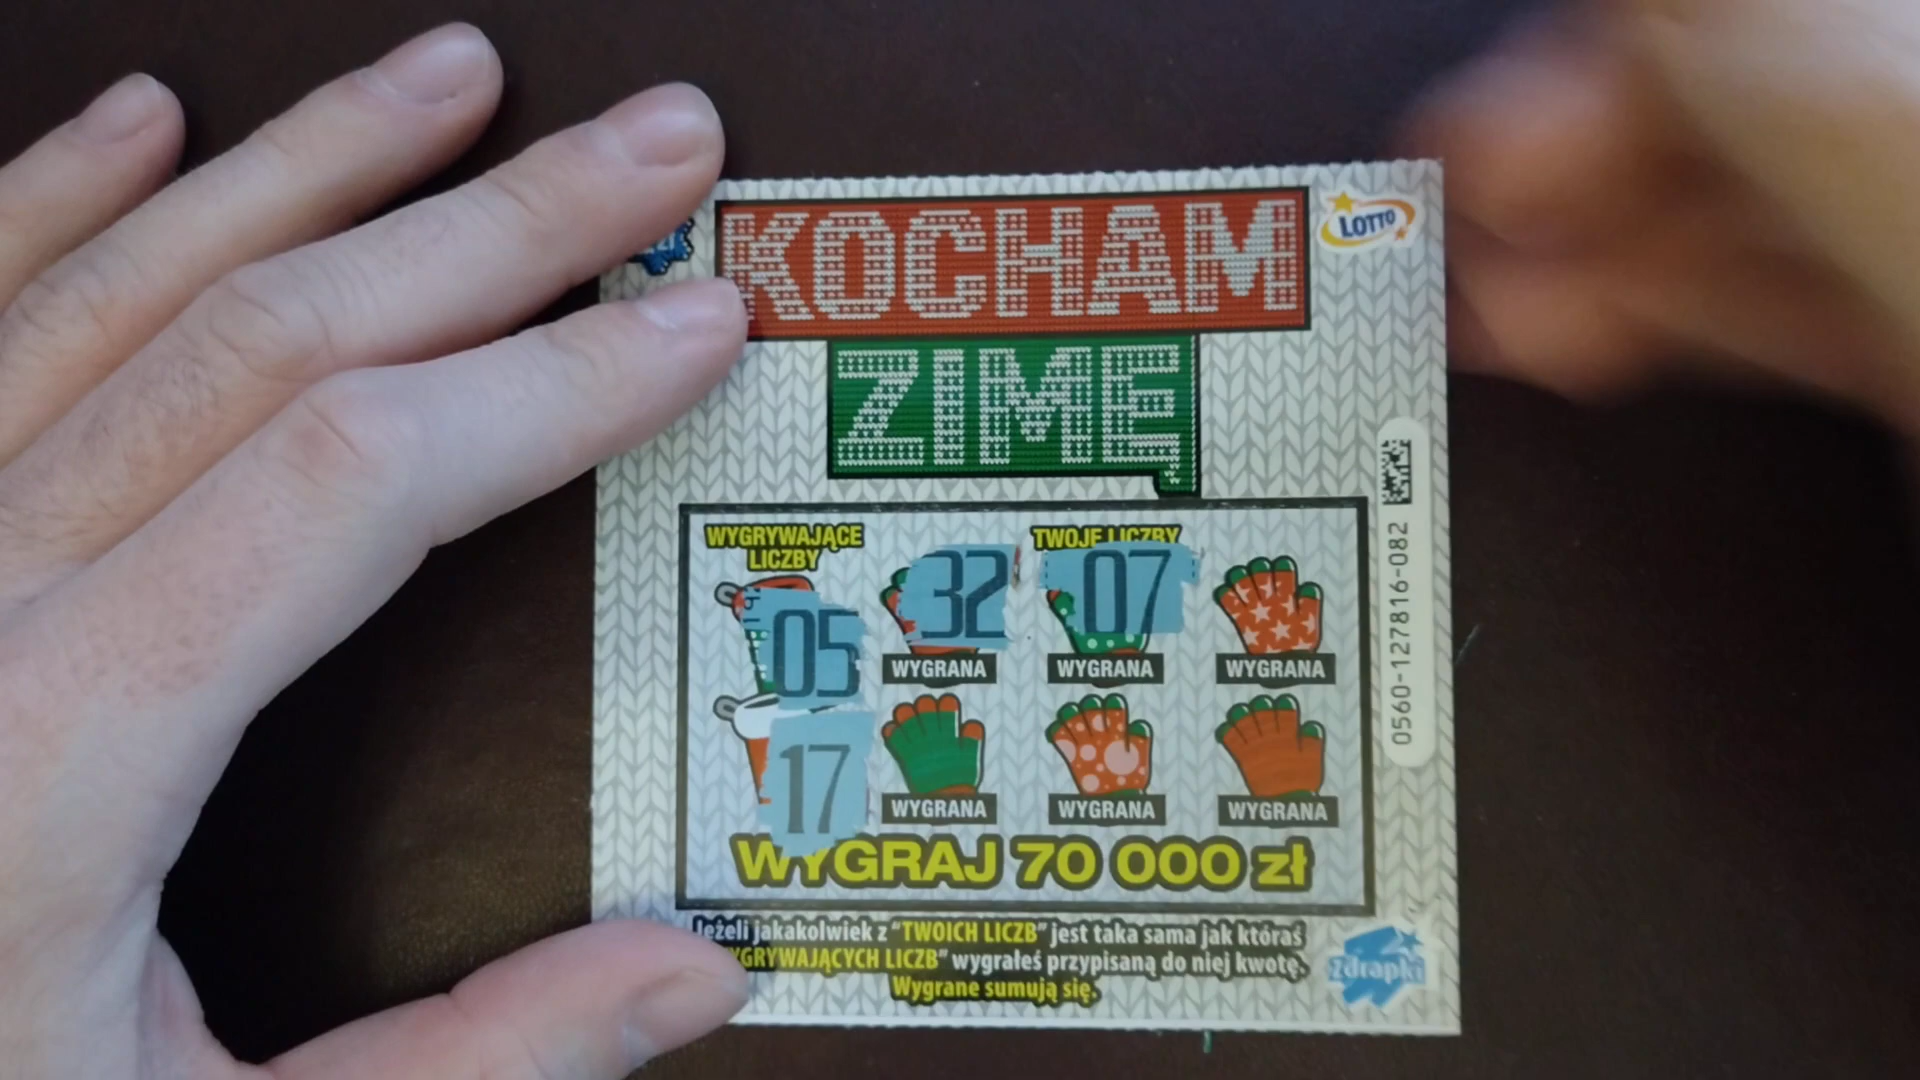 KOCHAM
ZIMĘ
LOTTO
WYGRYWAJĄCE
LICZBY
TWOJE LICZBY
05
32
07
WYGRANA
WYGRANA
WYGRANA
17
WYGRANA
WYGRANA
WYGRANA
WYGRAJ 70 000 zł
Jeżeli jakakolwiek z "TWOICH LICZB" jest taka sama jak któraś
WYGRYWAJĄCYCH LICZB" wygrałeś przypisaną do niej kwotę.
Wygrane sumują się.
Zdrapki
0560-127816-082